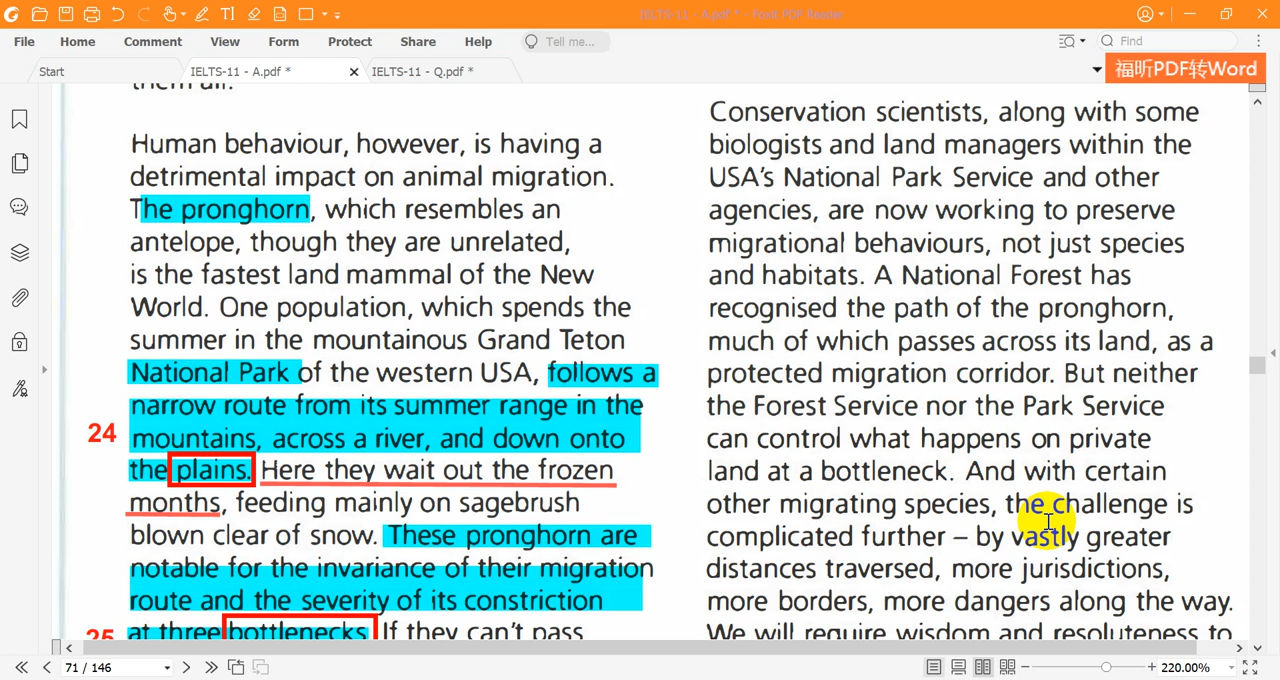 IELTS-11 - A.pdf * - Foxit PDF Reader
File Home Comment View Form Protect Share Help Tell me... Find
Start IELTS-11 - A.pdf * IELTS-11 - Q.pdf * 福昕PDF转Word
them all.
Human behaviour, however, is having a
detrimental impact on animal migration.
The pronghorn, which resembles an
antelope, though they are unrelated,
is the fastest land mammal of the New
World. One population, which spends the
summer in the mountainous Grand Teton
National Park of the western USA, follows a
narrow route from its summer range in the
24
mountains, across a river, and down onto
the plains. Here they wait out the frozen
months, feeding mainly on sagebrush
blown clear of snow. These pronghorn are
notable for the invariance of their migration
route and the severity of its constriction
25
at three bottlenecks. If they can't pass
Conservation scientists, along with some
biologists and land managers within the
USA's National Park Service and other
agencies, are now working to preserve
migrational behaviours, not just species
and habitats. A National Forest has
recognised the path of the pronghorn,
much of which passes across its land, as a
protected migration corridor. But neither
the Forest Service nor the Park Service
can control what happens on private
land at a bottleneck. And with certain
other migrating species, the challenge is
complicated further – by vastly greater
distances traversed, more jurisdictions,
more borders, more dangers along the way.
We will require wisdom and resoluteness to
71 / 146 220.00%